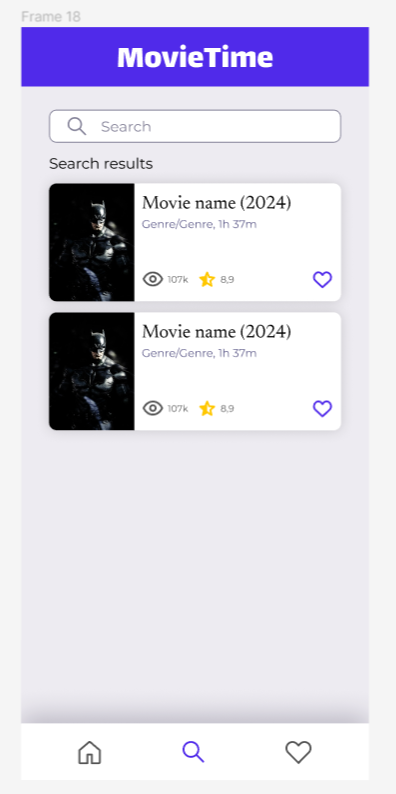 Frame 18
MovieTime
Search
Search results
Movie name (2024)
Genre/Genre, 1h 37m
107k 8,9
Movie name (2024)
Genre/Genre, 1h 37m
107k 8,9